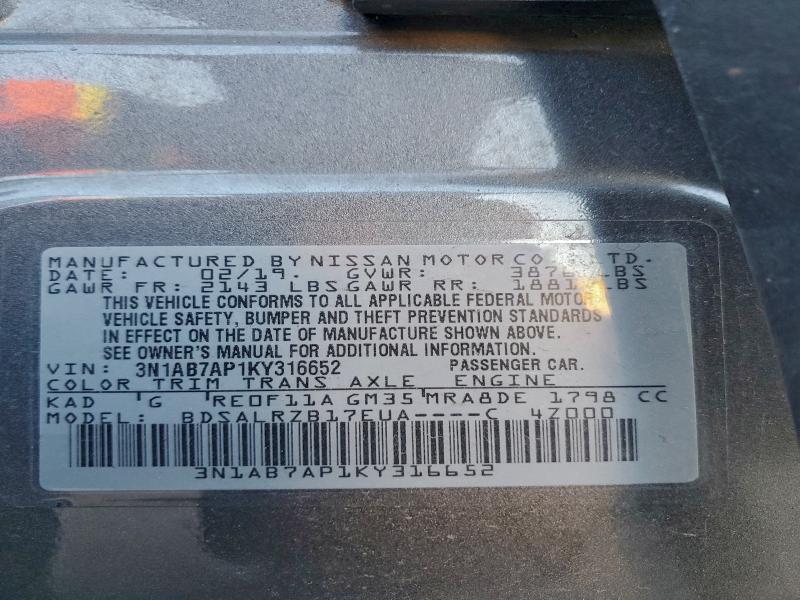 MANUFACTURED BY NISSAN MOTOR CO LTD.
DATE: 02/19. GVWR: LBS
GAWR FR: 2143 LBS GAWR RR: LBS
THIS VEHICLE CONFORMS TO ALL APPLICABLE FEDERAL MOTOR
VEHICLE SAFETY, BUMPER AND THEFT PREVENTION STANDARDS
IN EFFECT ON THE DATE OF MANUFACTURE SHOWN ABOVE.
SEE OWNER'S MANUAL FOR ADDITIONAL INFORMATION.
VIN: 3N1AB7AP1KY316652 PASSENGER CAR.
COLOR TRIM TRANS AXLE ENGINE
KAD G RE0F11A GM35 MRA8DE 1798 CC
MODEL: BDSALRZB17EUA----C 4Z000
3N1AB7AP1KY316652